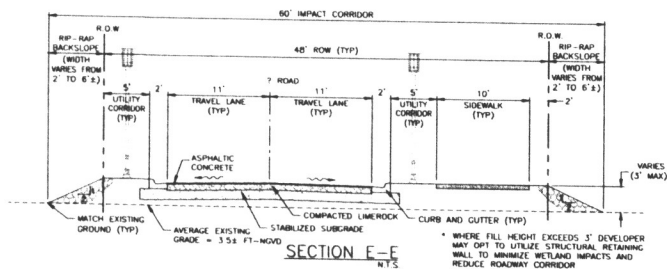 60' IMPACT CORRIDOR
R.O.W.
R.O.W.
RIP-RAP
BACKSLOPE
(WIDTH
VARIES FROM
2' TO 6'±)
48' ROW (TYP)
RIP-RAP
BACKSLOPE
(WIDTH
VARIES FROM
2' TO 6'±)
? ROAD
5'
2'
11'
11'
2'
5'
10'
2'
UTILITY
CORRIDOR
(TYP)
TRAVEL LANE
(TYP)
TRAVEL LANE
(TYP)
UTILITY
CORRIDOR
(TYP)
SIDEWALK
(TYP)
ASPHALTIC
CONCRETE
VARIES
(3' MAX)
MATCH EXISTING
GROUND (TYP)
AVERAGE EXISTING
GRADE = 3.5± FT-NGVD
COMPACTED LIMEROCK
STABILIZED SUBGRADE
CURB AND GUTTER (TYP)
SECTION E-E
N.T.S.
* WHERE FILL HEIGHT EXCEEDS 3' DEVELOPER
MAY OPT TO UTILIZE STRUCTURAL RETAINING
WALL TO MINIMIZE WETLAND IMPACTS AND
REDUCE ROADWAY CORRIDOR